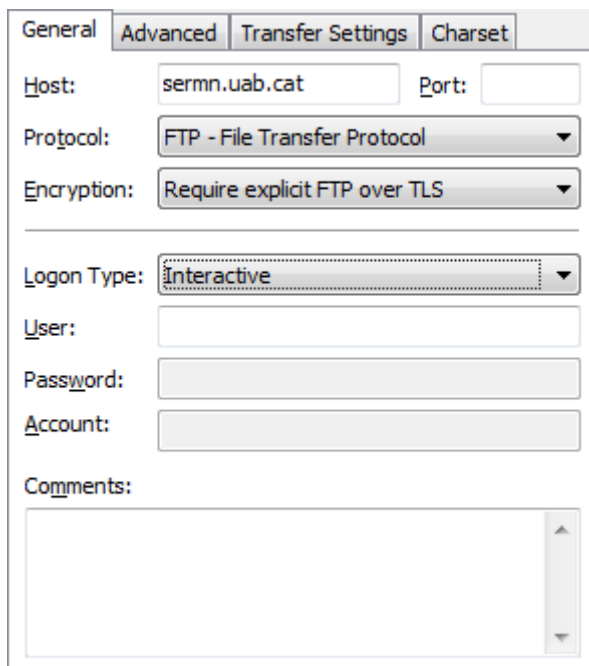 General Advanced Transfer Settings Charset
Host: sermn.uab.cat Port:
Protocol: FTP - File Transfer Protocol
Encryption: Require explicit FTP over TLS
Logon Type: Interactive
User:
Password:
Account:
Comments: